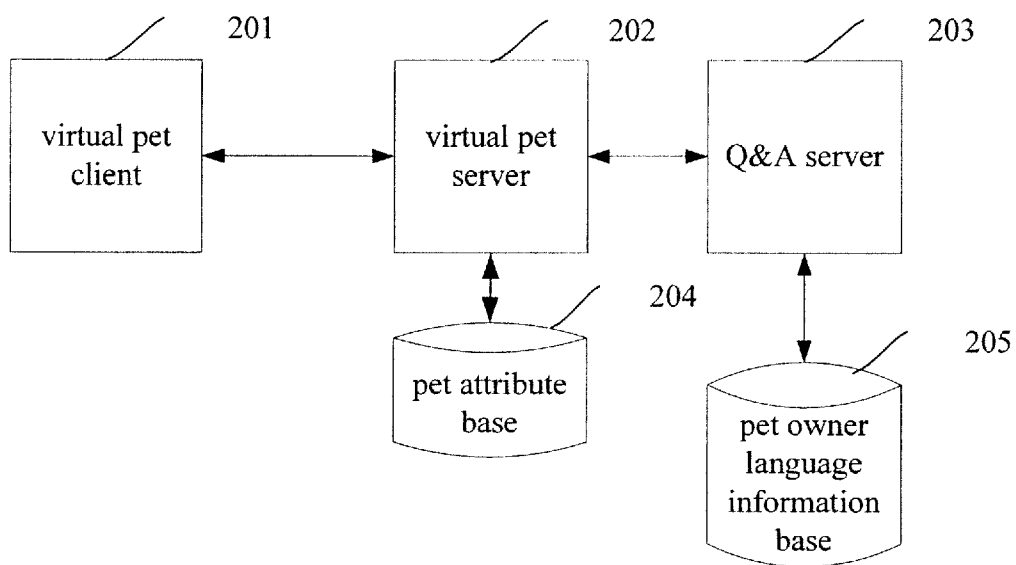 201
202
203
virtual pet
client
virtual pet
server
Q&A server
204
205
pet attribute
base
pet owner
language
information
base